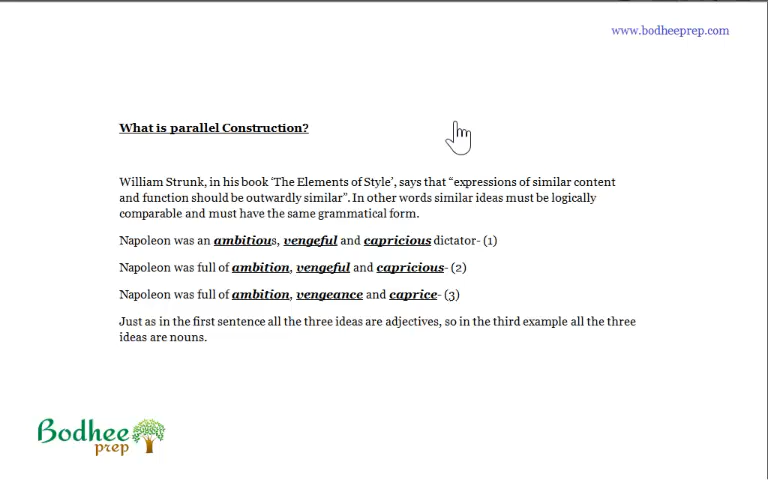 www.bodheeprep.com
What is parallel Construction?
William Strunk, in his book ‘The Elements of Style’, says that “expressions of similar content
and function should be outwardly similar”. In other words similar ideas must be logically
comparable and must have the same grammatical form.
Napoleon was an ambitious, vengeful and capricious dictator- (1)
Napoleon was full of ambition, vengeful and capricious- (2)
Napoleon was full of ambition, vengeance and caprice- (3)
Just as in the first sentence all the three ideas are adjectives, so in the third example all the three
ideas are nouns.
Bodhee
prep